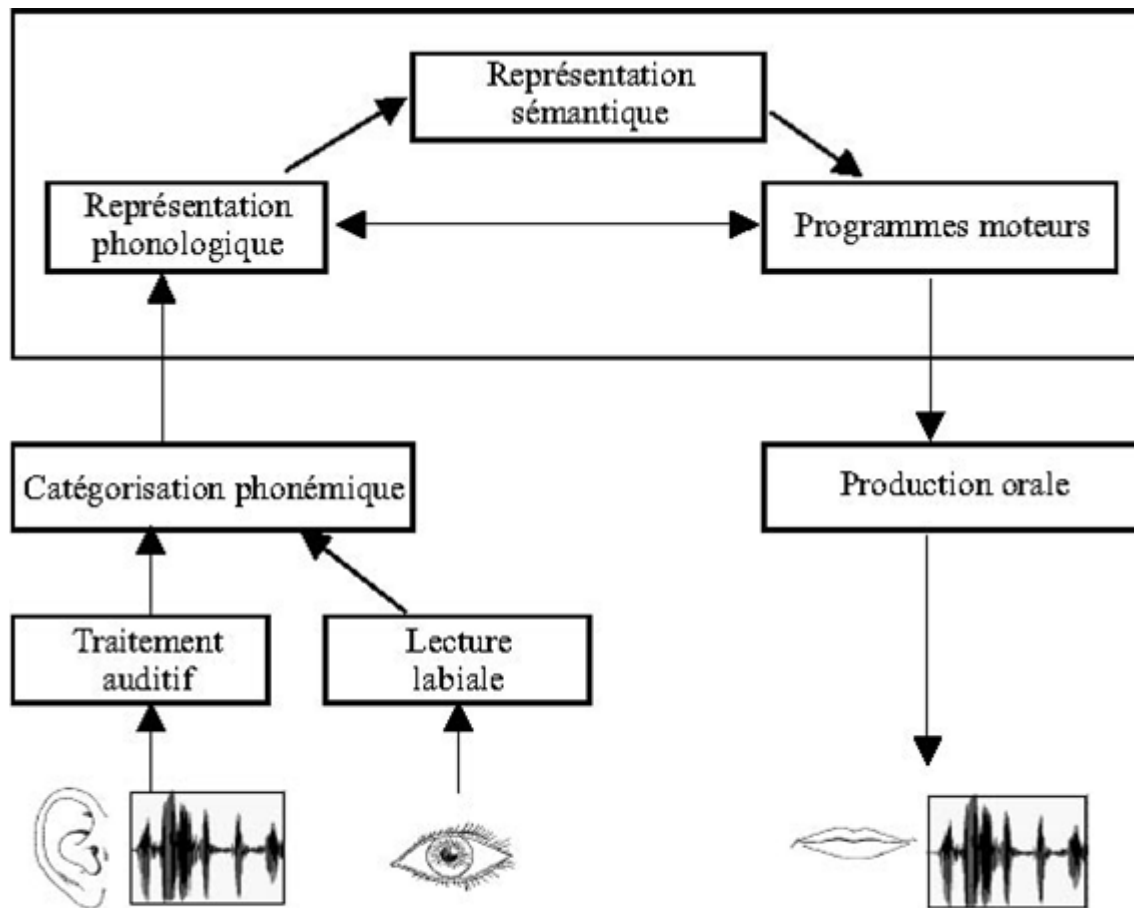 Représentation
sémantique
Représentation
phonologique
Programmes moteurs
Catégorisation phonémique
Production orale
Traitement
auditif
Lecture
labiale